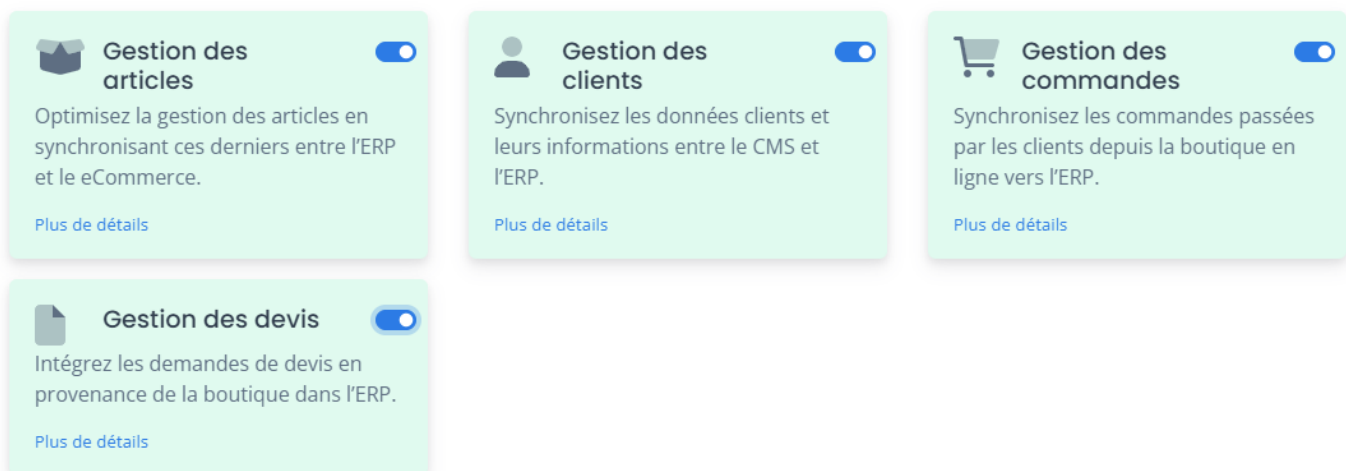 Gestion des
articles
Optimisez la gestion des articles en
synchronisant ces derniers entre l’ERP
et le eCommerce.
Plus de détails
Gestion des
clients
Synchronisez les données clients et
leurs informations entre le CMS et
l’ERP.
Plus de détails
Gestion des
commandes
Synchronisez les commandes passées
par les clients depuis la boutique en
ligne vers l’ERP.
Plus de détails
Gestion des devis
Intégrez les demandes de devis en
provenance de la boutique dans l’ERP.
Plus de détails